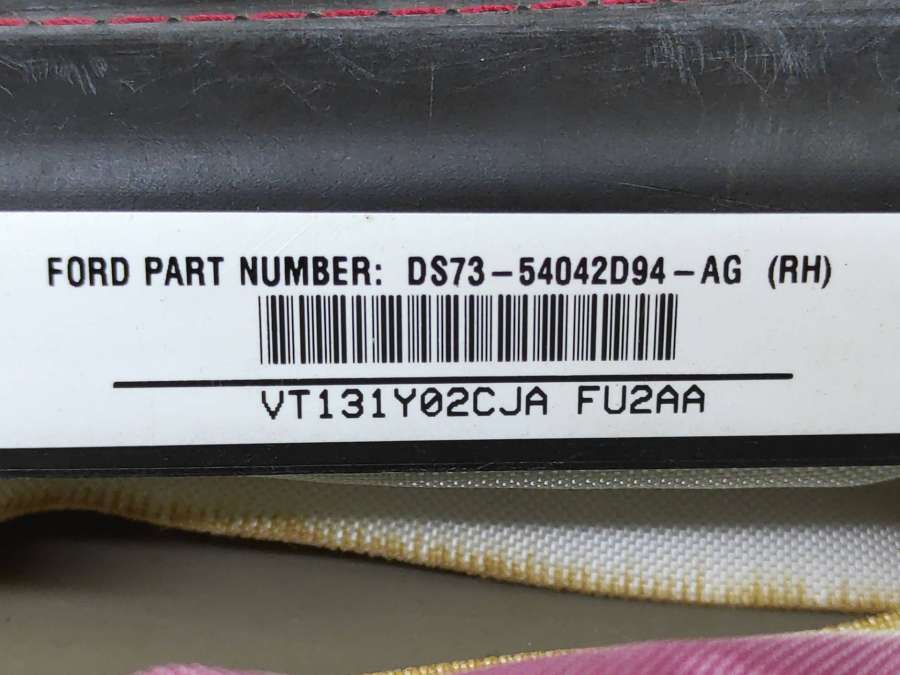 FORD PART NUMBER: DS73-54042D94-AG (RH)
VT131Y02CJA FU2AA